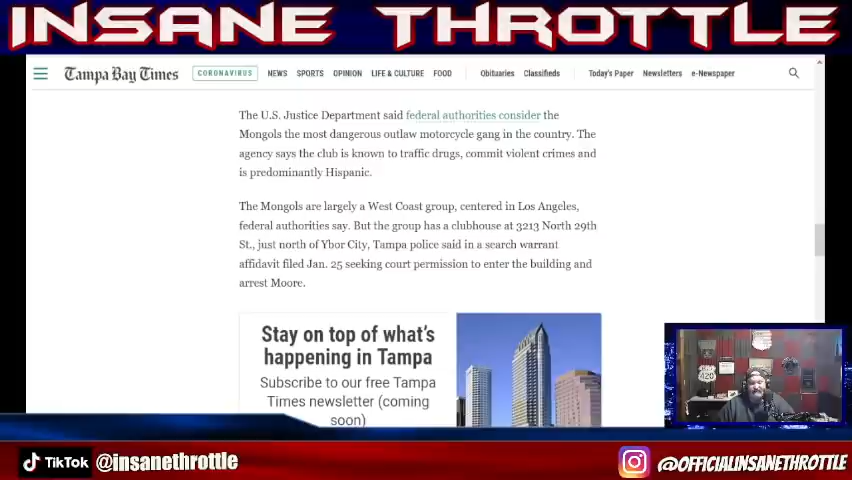 INSANE THROTTLE
Tampa Bay Times
CORONAVIRUS NEWS SPORTS OPINION LIFE & CULTURE FOOD Obituaries Classifieds Today's Paper Newsletters e-Newspaper
The U.S. Justice Department said federal authorities consider the
Mongols the most dangerous outlaw motorcycle gang in the country. The
agency says the club is known to traffic drugs, commit violent crimes and
is predominantly Hispanic.
The Mongols are largely a West Coast group, centered in Los Angeles,
federal authorities say. But the group has a clubhouse at 3213 North 29th
St., just north of Ybor City, Tampa police said in a search warrant
affidavit filed Jan. 25 seeking court permission to enter the building and
arrest Moore.
Stay on top of what's
happening in Tampa
Subscribe to our free Tampa
Times newsletter (coming
soon)
420
TikTok @insanethrottle
@OFFICIALINSANETHROTTLE